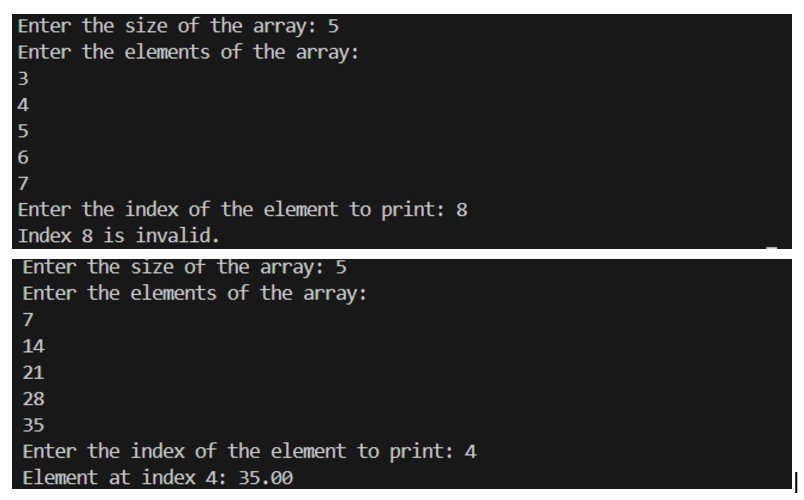 Enter the size of the array: 5
Enter the elements of the array:
3
4
5
6
7
Enter the index of the element to print: 8
Index 8 is invalid.
Enter the size of the array: 5
Enter the elements of the array:
7
14
21
28
35
Enter the index of the element to print: 4
Element at index 4: 35.00